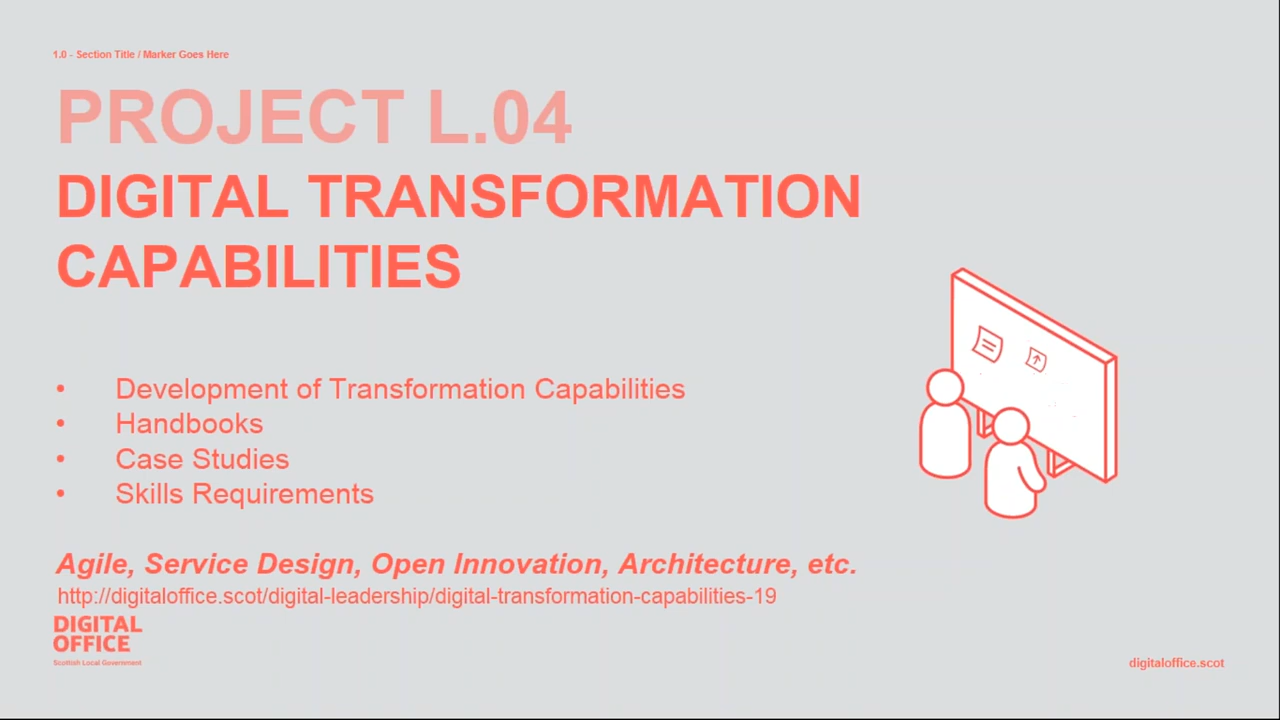 1.0 - Section Title / Marker Goes Here
PROJECT L.04
DIGITAL TRANSFORMATION
CAPABILITIES
• Development of Transformation Capabilities
• Handbooks
• Case Studies
• Skills Requirements
Agile, Service Design, Open Innovation, Architecture, etc.
http://digitaloffice.scot/digital-leadership/digital-transformation-capabilities-19
DIGITAL
OFFICE
Scottish Local Government
digitaloffice.scot